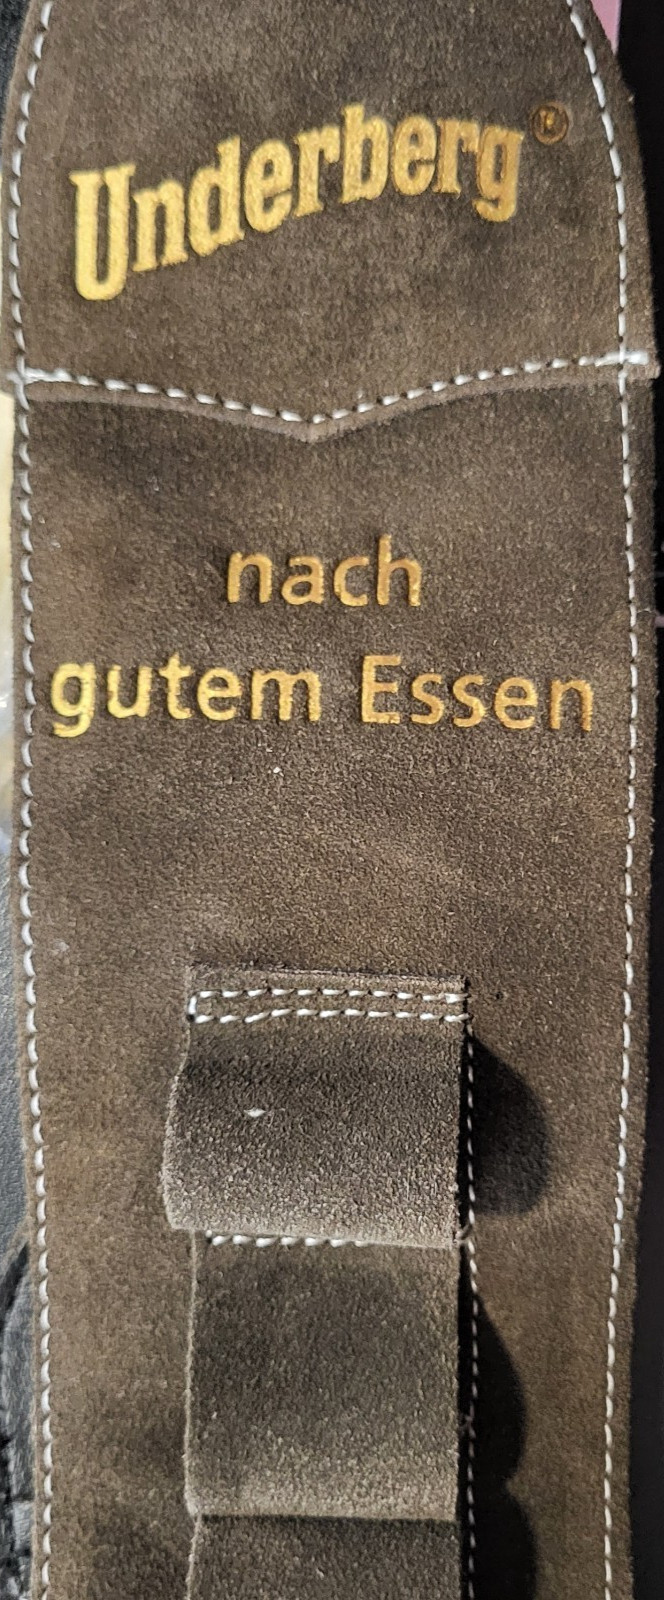 Underberg®
nach
gutem Essen